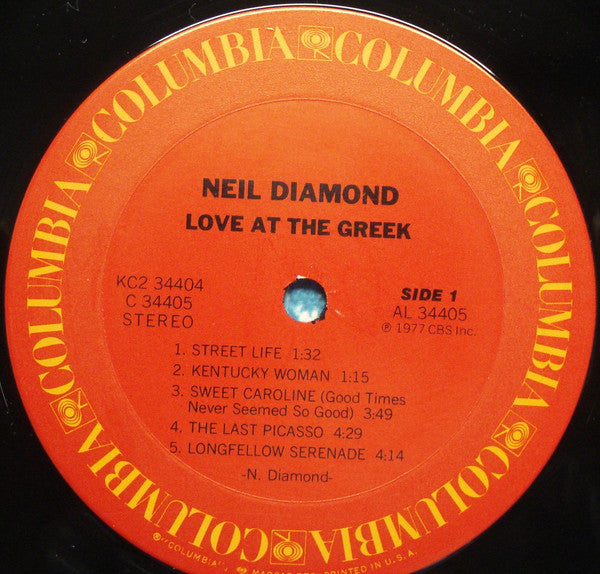 COLUMBIA COLUMBIA COLUMBIA COLUMBIA COLUMBIA COLUMBIA COLUMBIA
NEIL DIAMOND
LOVE AT THE GREEK
KC2 34404
C 34405
STEREO
SIDE 1
AL 34405
℗ 1977 CBS Inc.
1. STREET LIFE 1:32
2. KENTUCKY WOMAN 1:15
3. SWEET CAROLINE (Good Times
Never Seemed So Good) 3:49
4. THE LAST PICASSO 4:29
5. LONGFELLOW SERENADE 4:14
-N. Diamond-
"COLUMBIA", MARCAS REG. PRINTED IN U.S.A.